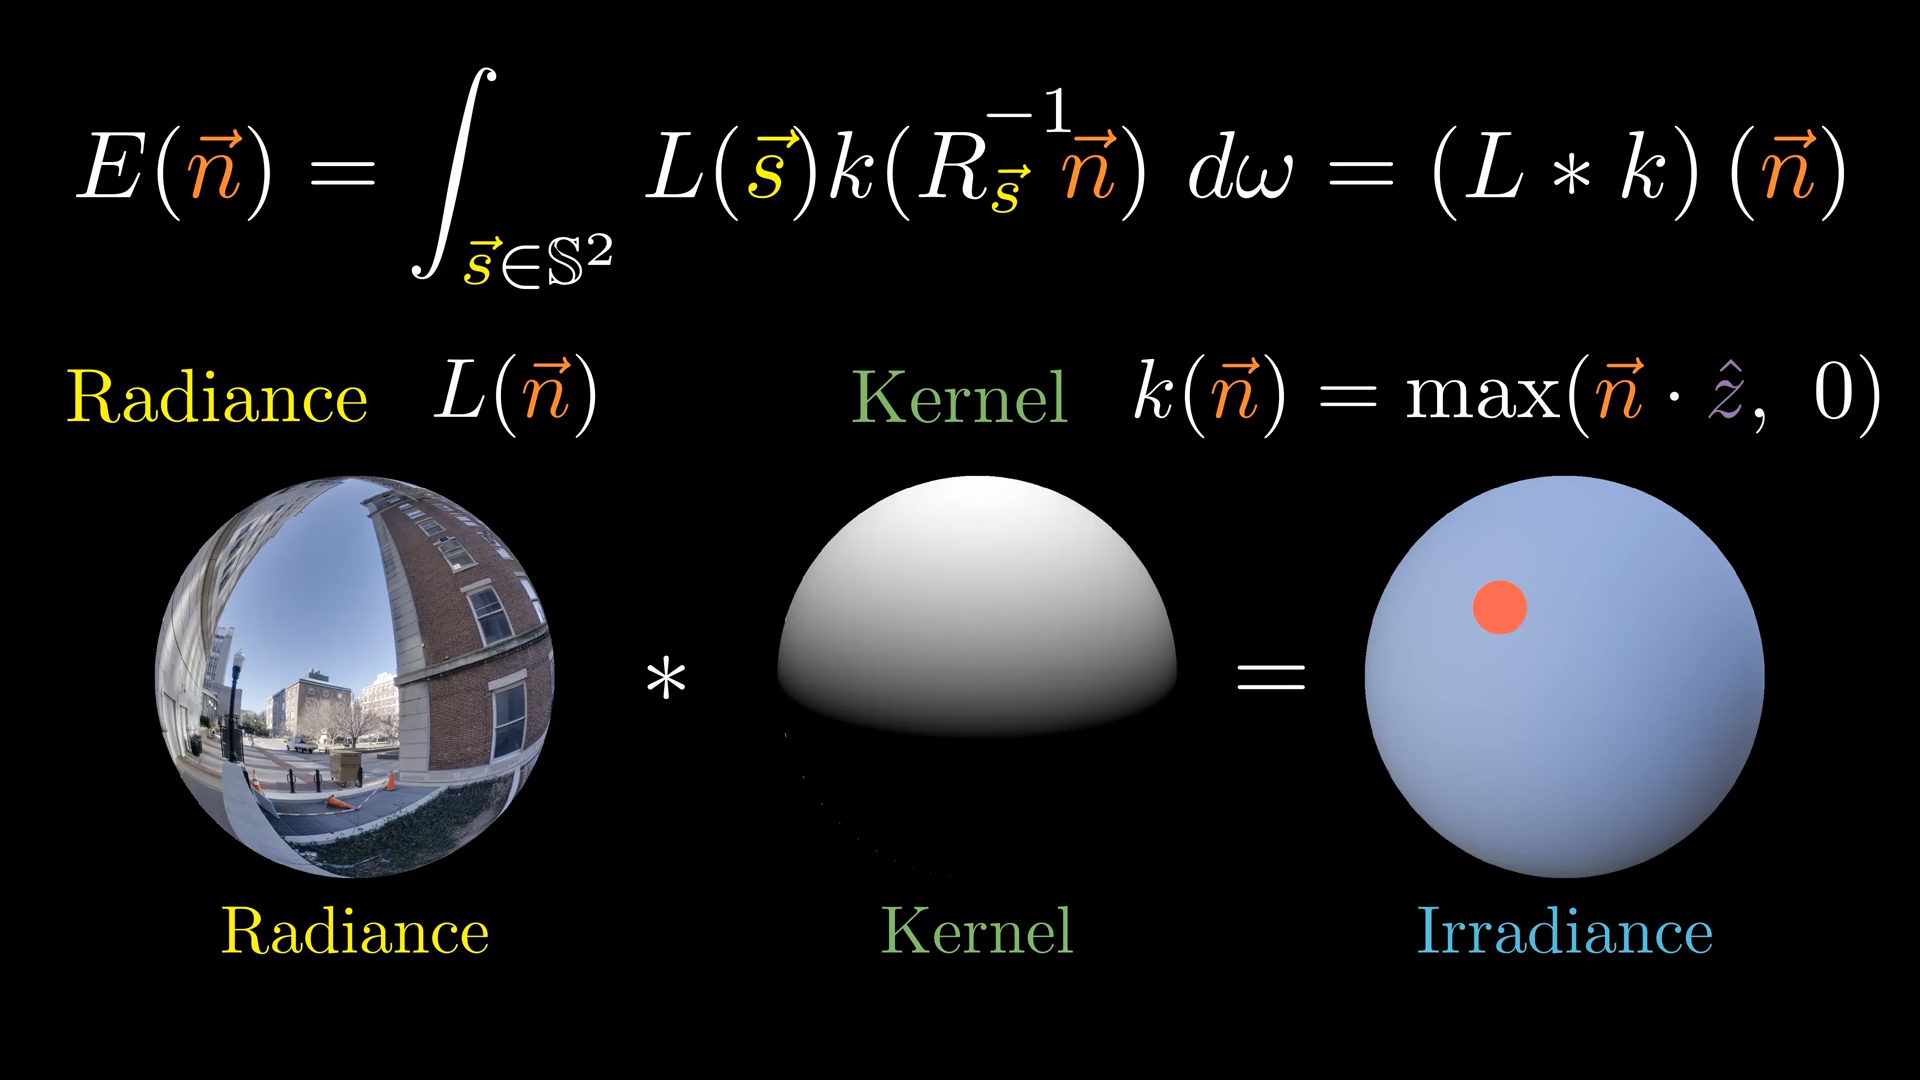 E(n⃗) = ∫_{s⃗∈𝕊²} L(s⃗)k(R_{s⃗}^{−1} n⃗) dω = (L ∗ k) (n⃗)
Radiance L(n⃗) Kernel k(n⃗) = max(n⃗ · ẑ, 0)
∗ =
Radiance Kernel Irradiance